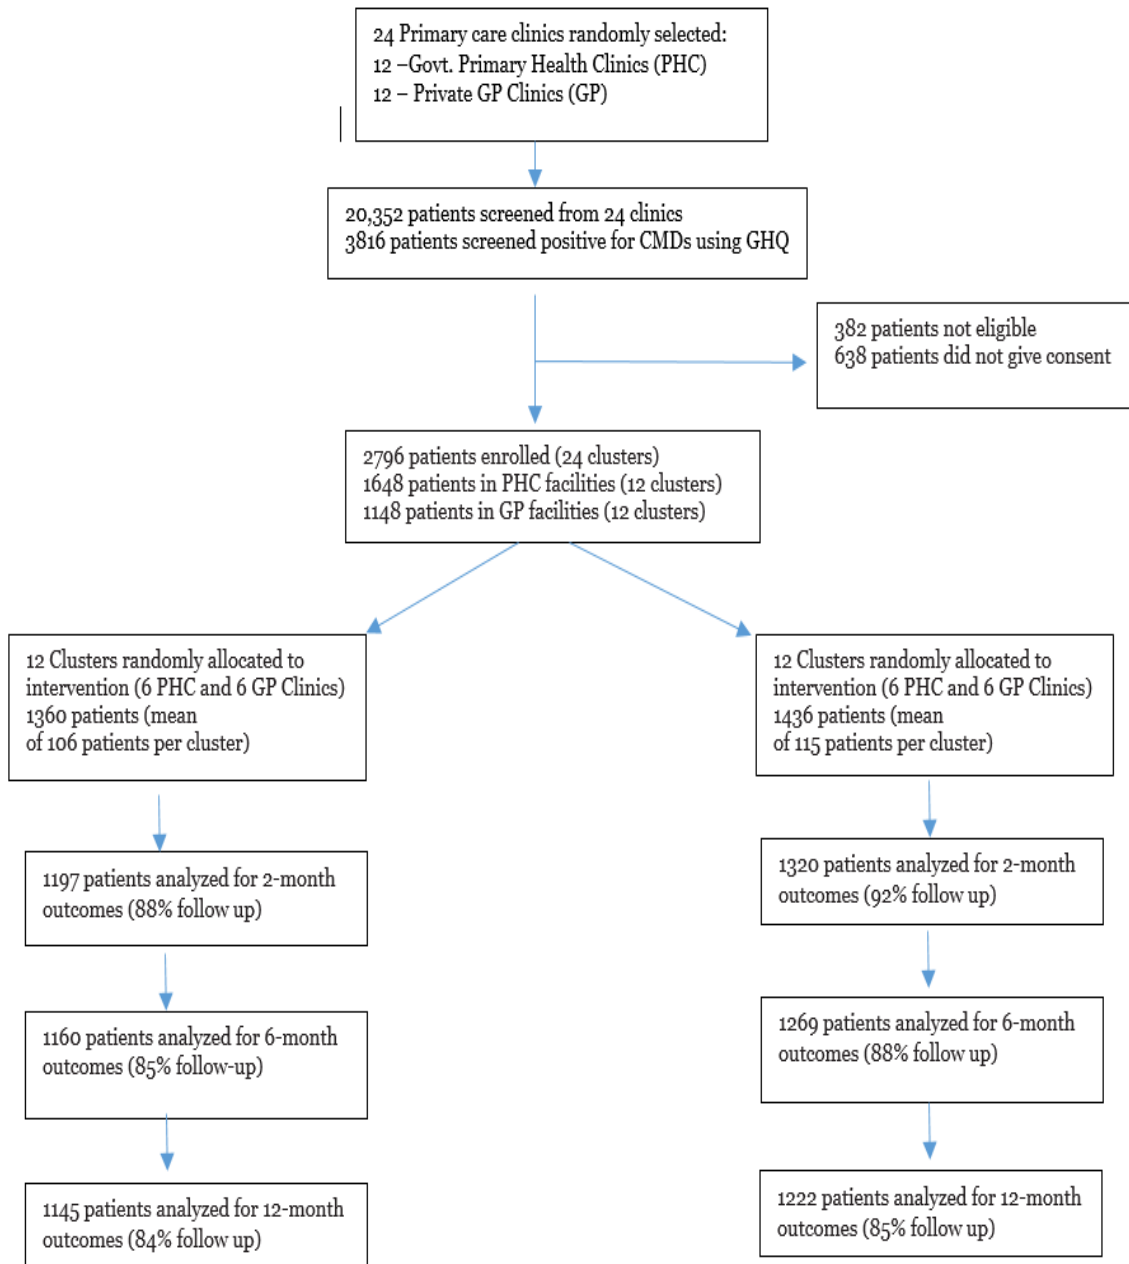 24 Primary care clinics randomly selected:
12 –Govt. Primary Health Clinics (PHC)
12 – Private GP Clinics (GP)
20,352 patients screened from 24 clinics
3816 patients screened positive for CMDs using GHQ
382 patients not eligible
638 patients did not give consent
2796 patients enrolled (24 clusters)
1648 patients in PHC facilities (12 clusters)
1148 patients in GP facilities (12 clusters)
12 Clusters randomly allocated to
intervention (6 PHC and 6 GP Clinics)
1360 patients (mean
of 106 patients per cluster)
12 Clusters randomly allocated to
intervention (6 PHC and 6 GP Clinics)
1436 patients (mean
of 115 patients per cluster)
1197 patients analyzed for 2-month
outcomes (88% follow up)
1320 patients analyzed for 2-month
outcomes (92% follow up)
1160 patients analyzed for 6-month
outcomes (85% follow-up)
1269 patients analyzed for 6-month
outcomes (88% follow up)
1145 patients analyzed for 12-month
outcomes (84% follow up)
1222 patients analyzed for 12-month
outcomes (85% follow up)